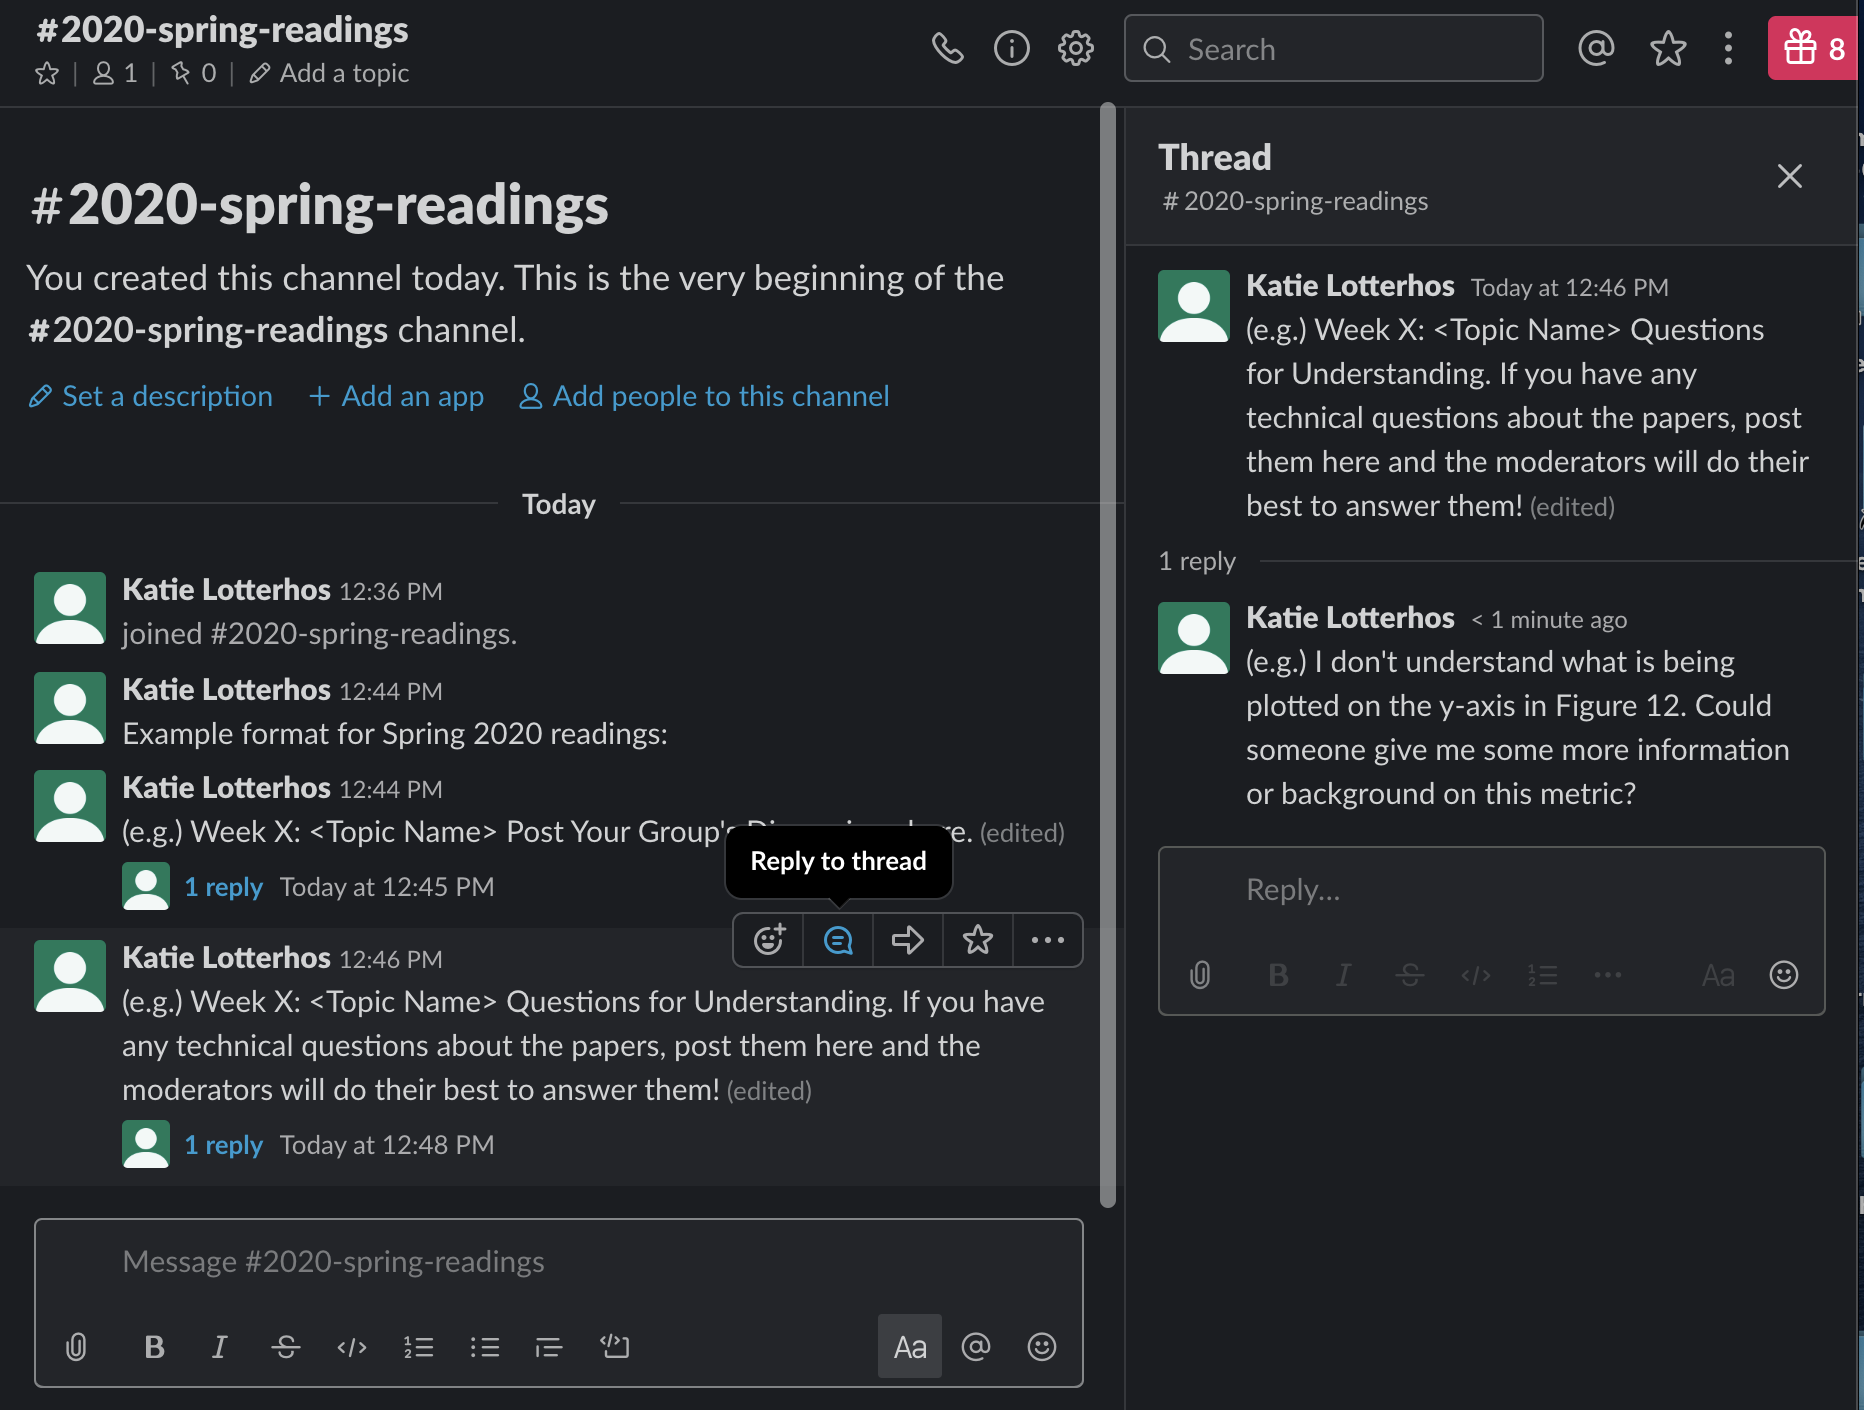 #2020-spring-readings
1 | 0 | Add a topic
Search
8
#2020-spring-readings
You created this channel today. This is the very beginning of the
#2020-spring-readings channel.
Set a description + Add an app Add people to this channel
Today
Katie Lotterhos 12:36 PM
joined #2020-spring-readings.
Katie Lotterhos 12:44 PM
Example format for Spring 2020 readings:
Katie Lotterhos 12:44 PM
(e.g.) Week X: <Topic Name> Post Your Group's (edited)
Reply to thread
1 reply Today at 12:45 PM
Katie Lotterhos 12:46 PM
(e.g.) Week X: <Topic Name> Questions for Understanding. If you have
any technical questions about the papers, post them here and the
moderators will do their best to answer them! (edited)
1 reply Today at 12:48 PM
Message #2020-spring-readings
B I S </> Aa @
Thread
# 2020-spring-readings
Katie Lotterhos Today at 12:46 PM
(e.g.) Week X: <Topic Name> Questions
for Understanding. If you have any
technical questions about the papers, post
them here and the moderators will do their
best to answer them! (edited)
1 reply
Katie Lotterhos < 1 minute ago
(e.g.) I don't understand what is being
plotted on the y-axis in Figure 12. Could
someone give me some more information
or background on this metric?
Reply...
B I S </> Aa